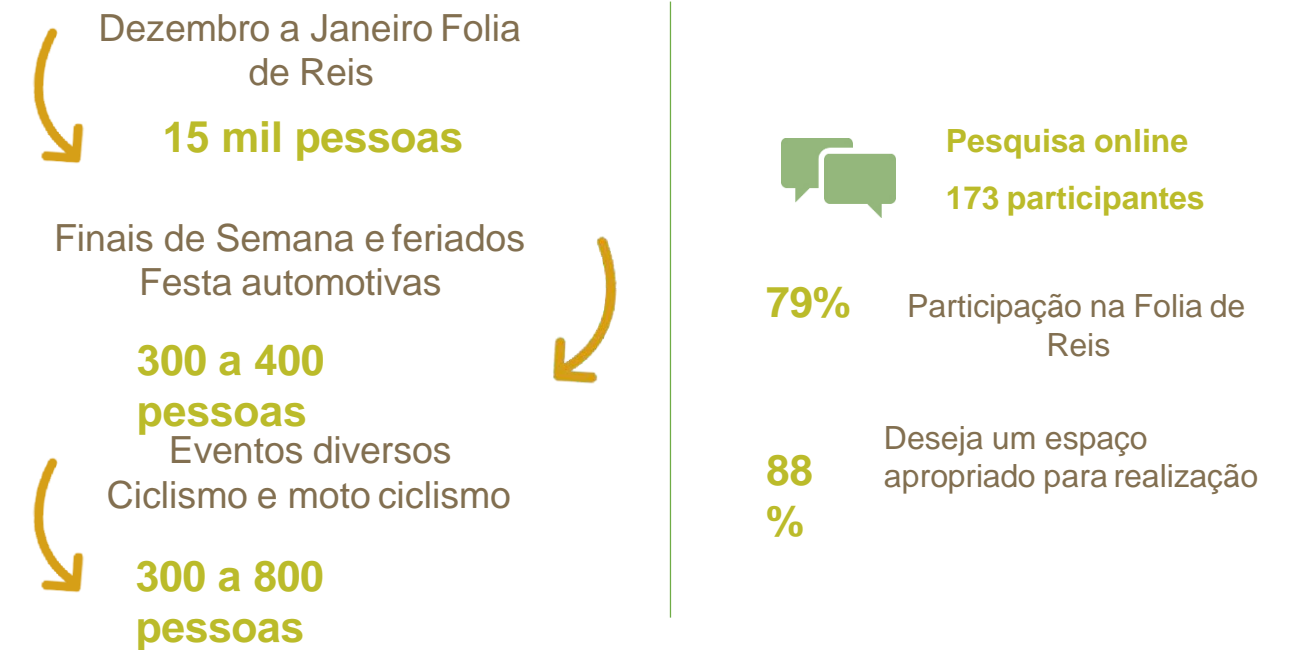 Dezembro a Janeiro Folia
de Reis
15 mil pessoas
Finais de Semana e feriados
Festa automotivas
300 a 400
pessoas
Eventos diversos
Ciclismo e moto ciclismo
300 a 800
pessoas
Pesquisa online
173 participantes
79%
Participação na Folia de
Reis
88
%
Deseja um espaço
apropriado para realização